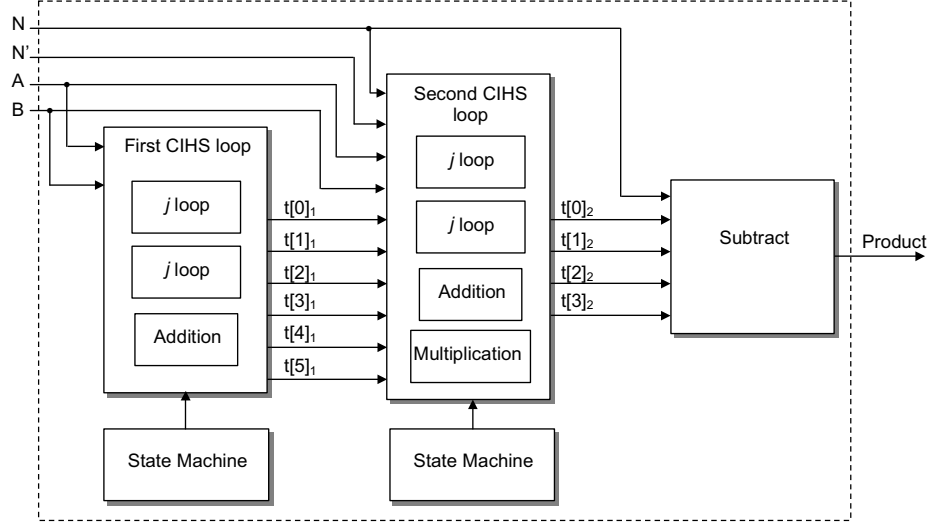 N
N'
A
B
First CIHS loop
j loop
j loop
Addition
State Machine
t[0]₁
t[1]₁
t[2]₁
t[3]₁
t[4]₁
t[5]₁
Second CIHS
loop
j loop
j loop
Addition
Multiplication
State Machine
t[0]₂
t[1]₂
t[2]₂
t[3]₂
Subtract
Product